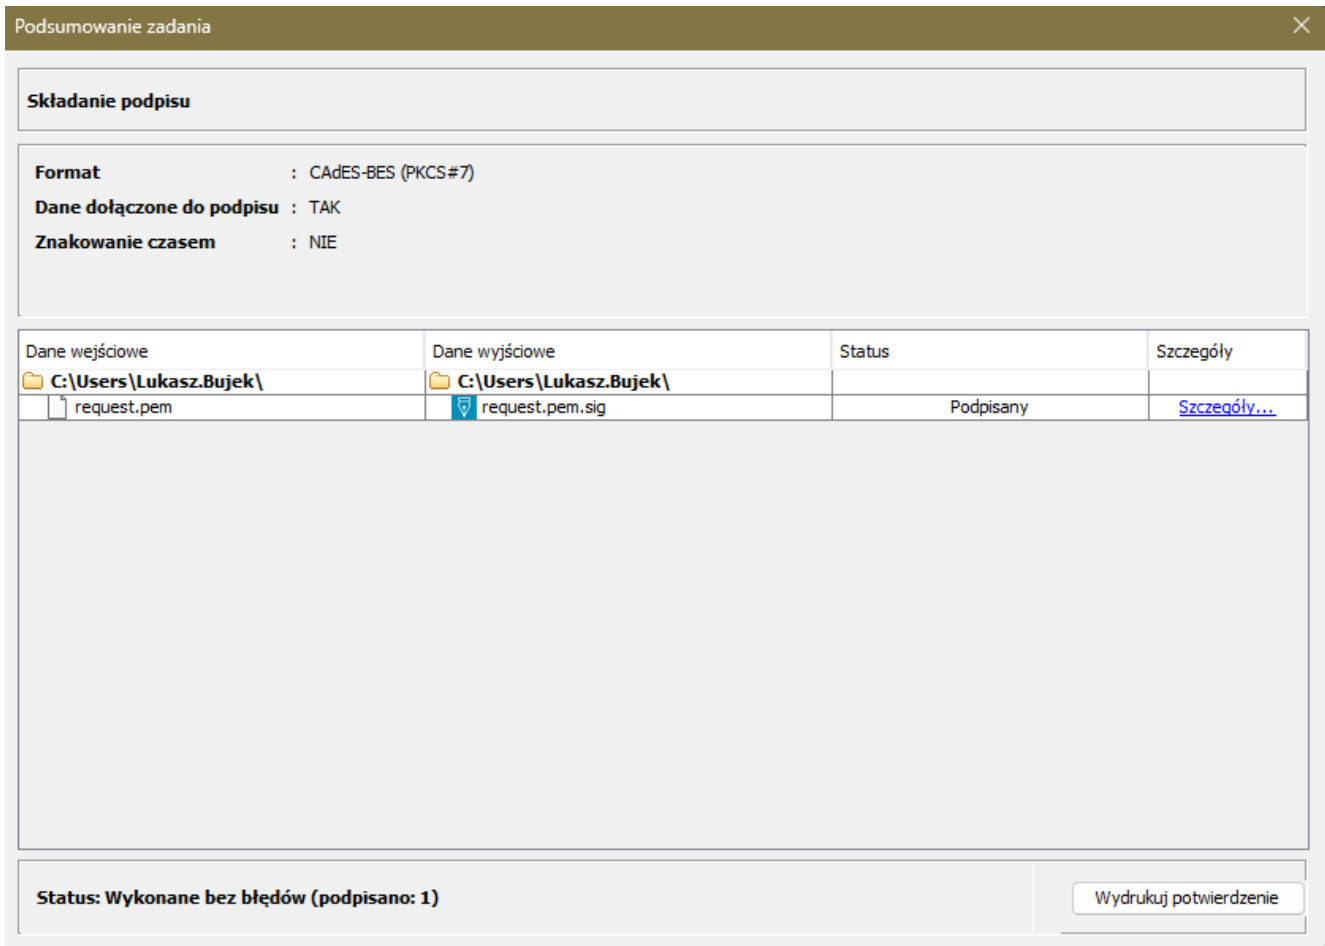 Podsumowanie zadania
Składanie podpisu
Format : CAdES-BES (PKCS#7)
Dane dołączone do podpisu : TAK
Znakowanie czasem : NIE
Dane wejściowe Dane wyjściowe Status Szczegóły
C:\Users\Lukasz.Bujek\ C:\Users\Lukasz.Bujek\
request.pem request.pem.sig Podpisany Szczegóły...
Status: Wykonane bez błędów (podpisano: 1) Wydrukuj potwierdzenie